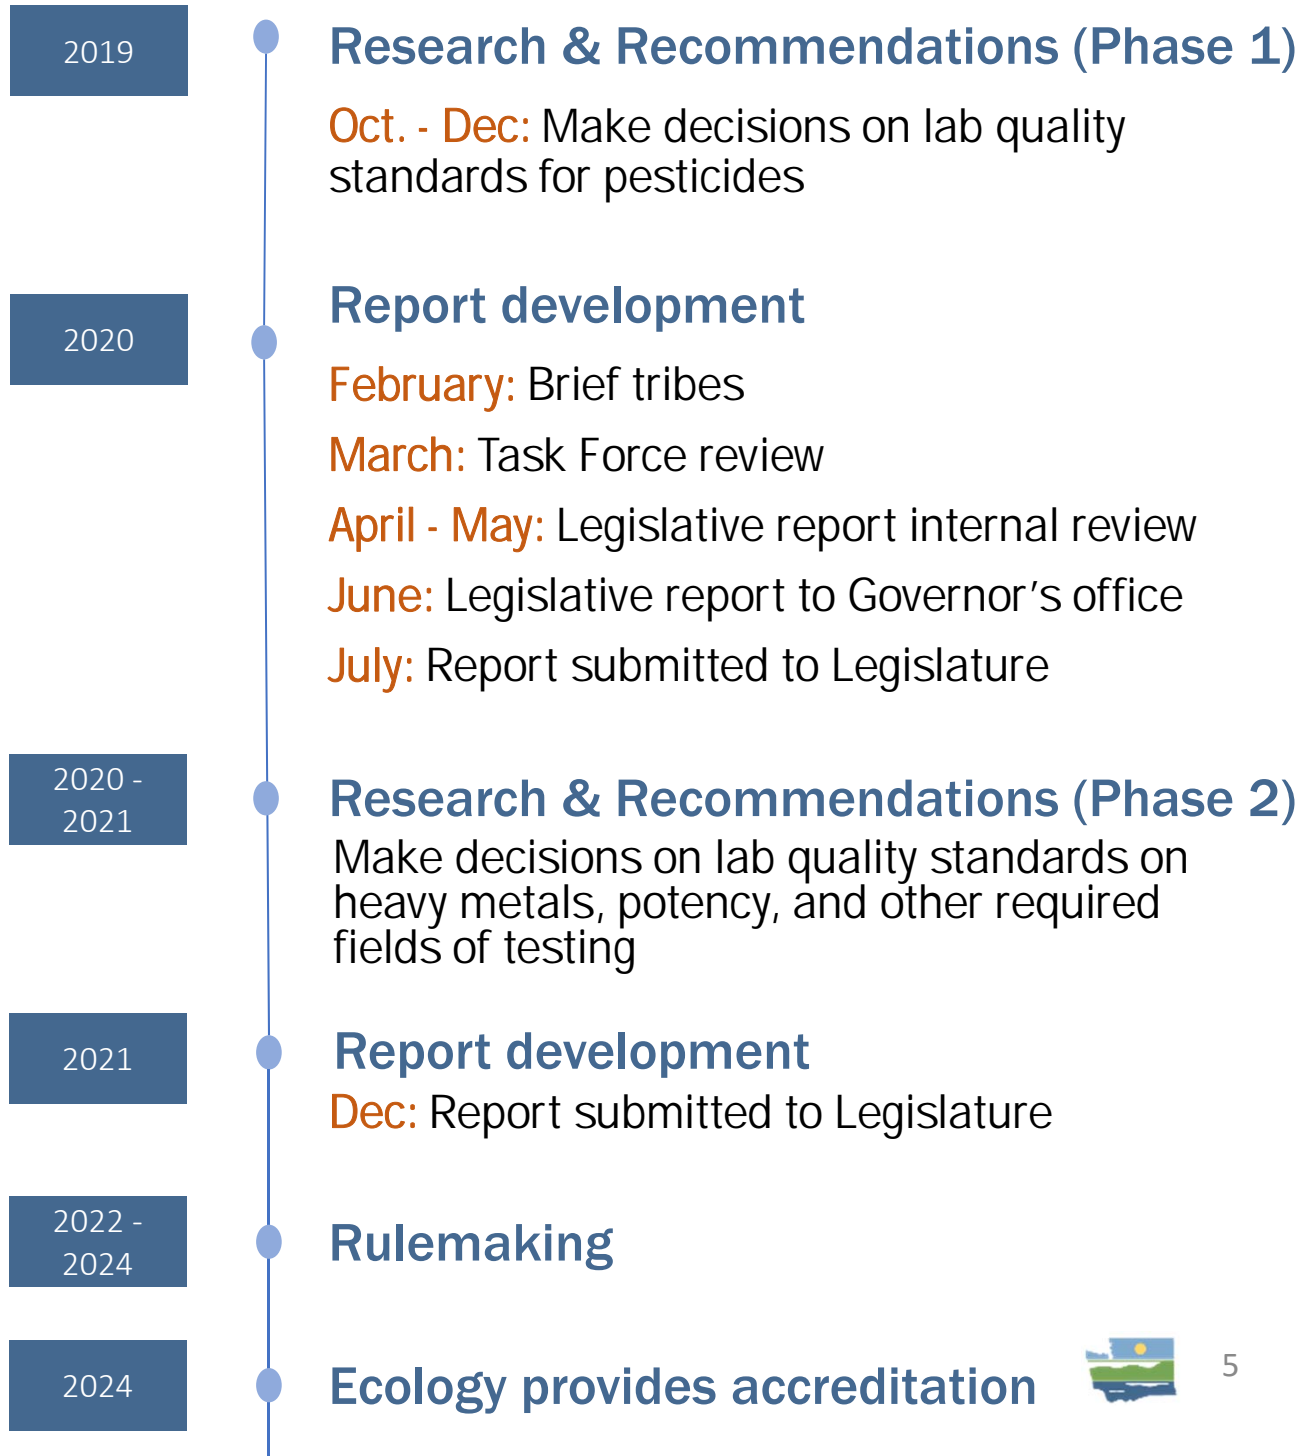 2019
Research & Recommendations (Phase 1)
Oct. - Dec: Make decisions on lab quality
standards for pesticides
2020
Report development
February: Brief tribes
March: Task Force review
April - May: Legislative report internal review
June: Legislative report to Governor's office
July: Report submitted to Legislature
2020 -
2021
Research & Recommendations (Phase 2)
Make decisions on lab quality standards on
heavy metals, potency, and other required
fields of testing
2021
Report development
Dec: Report submitted to Legislature
2022 -
2024
Rulemaking
2024
Ecology provides accreditation
5